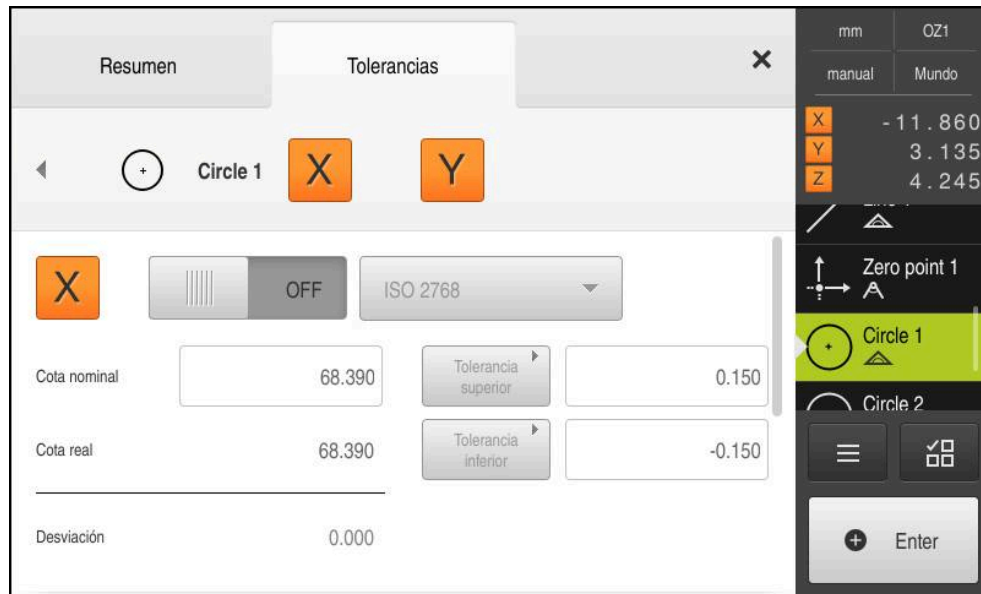 Resumen
Tolerancias
Circle 1
X
Y
X
OFF
ISO 2768
Cota nominal
68.390
Tolerancia superior
0.150
Cota real
68.390
Tolerancia inferior
-0.150
Desviación
0.000
mm
OZ1
manual
Mundo
X -11.860
Y 3.135
Z 4.245
Zero point 1
Circle 1
Circle 2
Enter